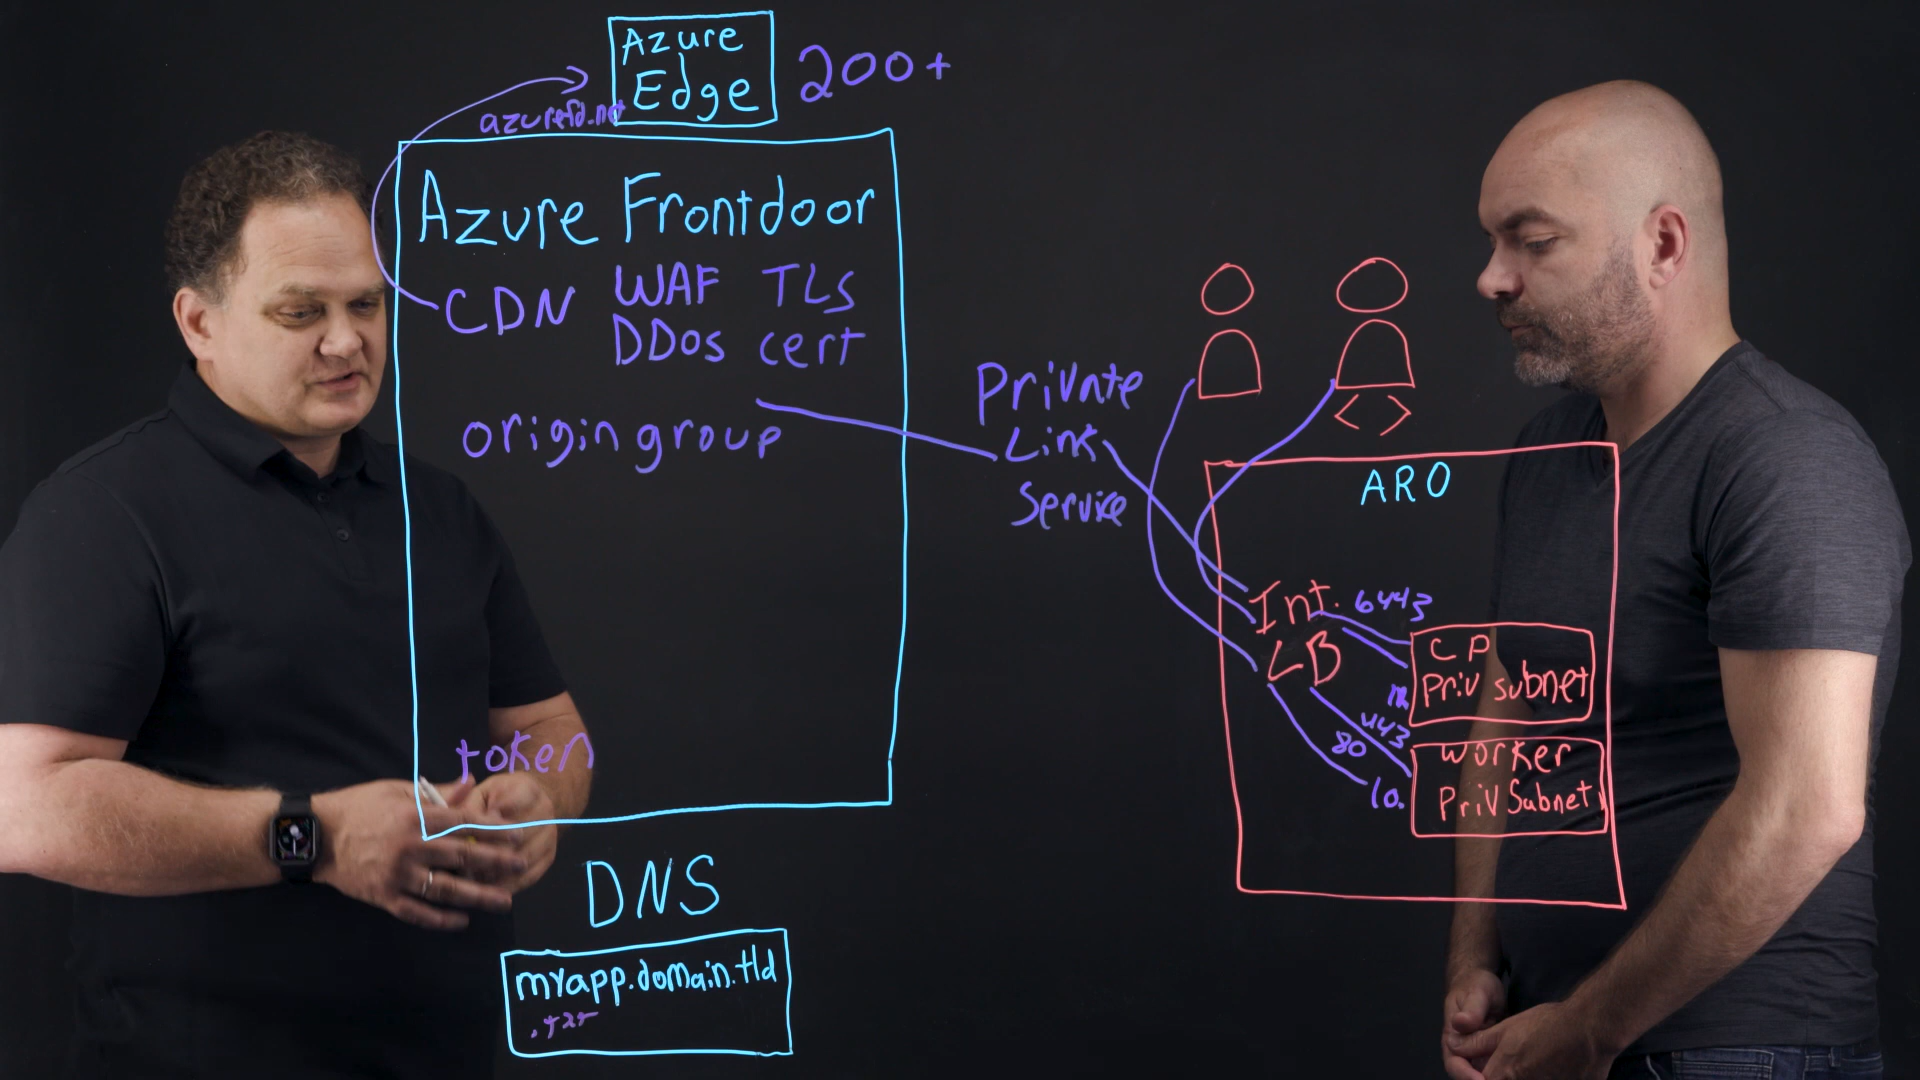 Azure
Edge
200+
azurefd.net
Azure Frontdoor
CDN
WAF
DDos
TLS
cert
origin group
token
DNS
myapp.domain.tld
Private
Link
Service
<>
ARO
Int.
LB
6443
CP
Priv subnet
443
80
10.
worker
Priv Subnet